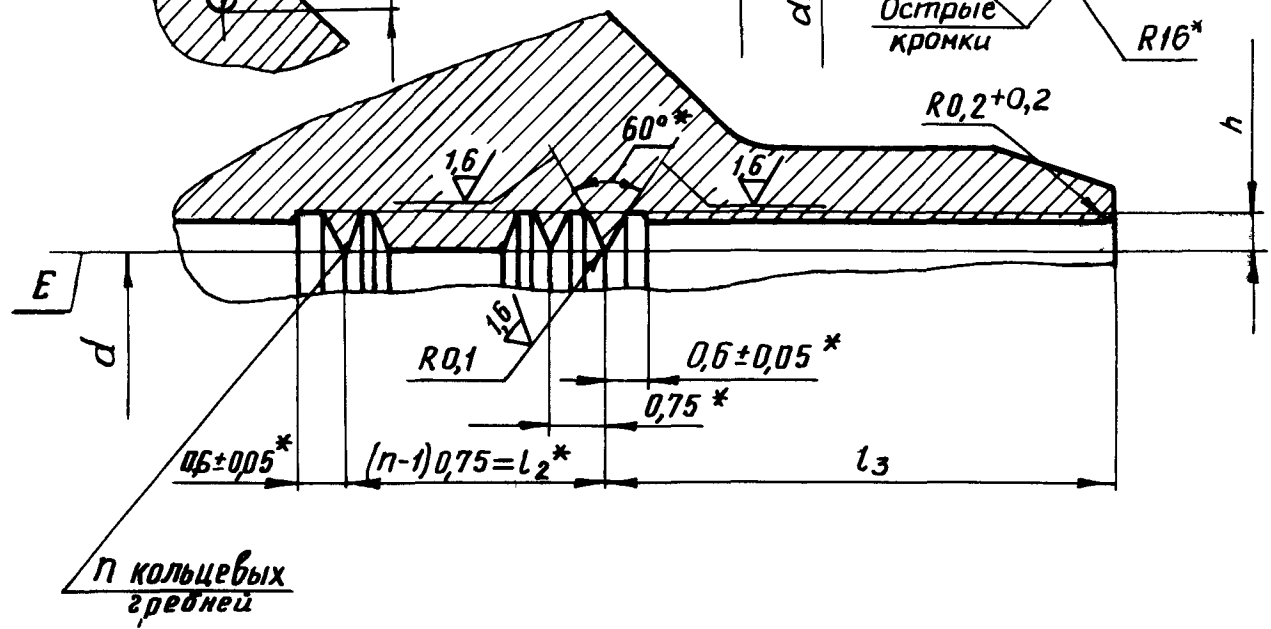 d
Острые
кромки
R16*
R0,2+0,2
h
60°*
1,6
1,6
E
d
1,6
R0,1
0,6±0,05*
0,75*
0,6±0,05*
(n-1)0,75=l2*
l3
n кольцевых
гребней